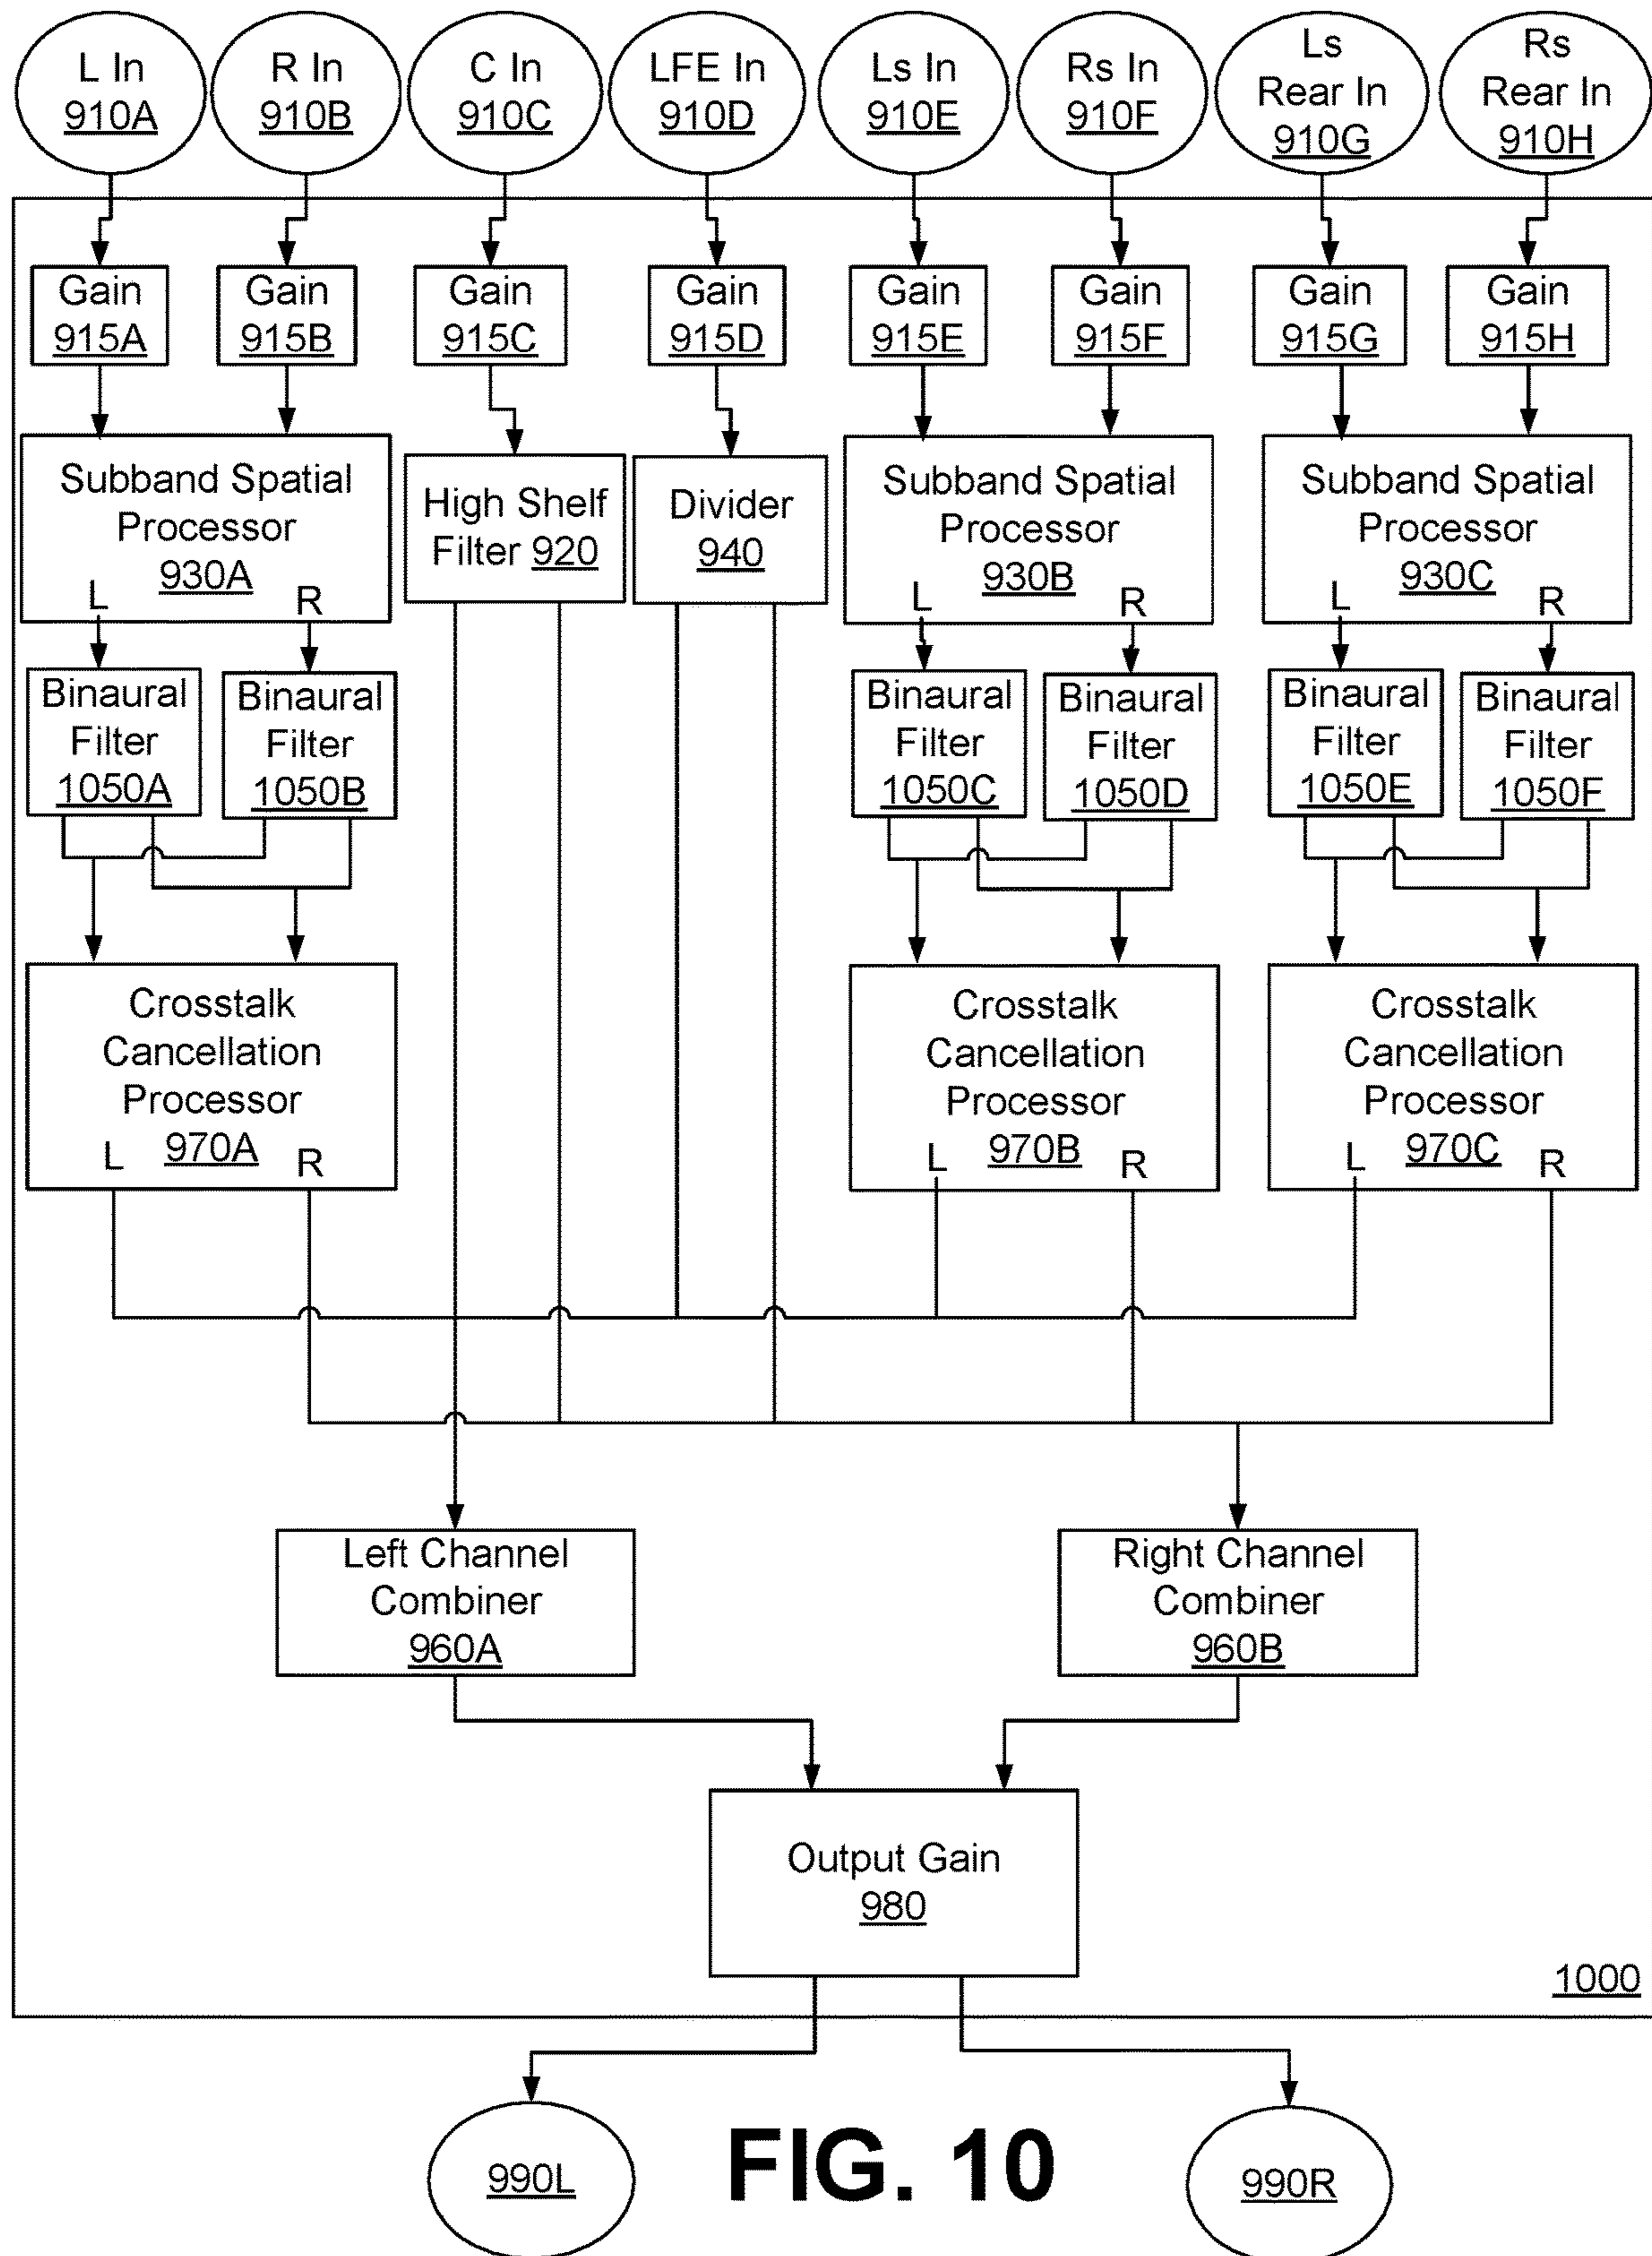 L In
910A
R In
910B
C In
910C
LFE In
910D
Ls In
910E
Rs In
910F
Ls
Rear In
910G
Rs
Rear In
910H
Gain
915A
Gain
915B
Gain
915C
Gain
915D
Gain
915E
Gain
915F
Gain
915G
Gain
915H
Subband Spatial
Processor
930A
L
R
High Shelf
Filter 920
Divider
940
Subband Spatial
Processor
930B
L
R
Subband Spatial
Processor
930C
L
R
Binaural
Filter
1050A
Binaural
Filter
1050B
Binaural
Filter
1050C
Binaural
Filter
1050D
Binaural
Filter
1050E
Binaural
Filter
1050F
Crosstalk
Cancellation
Processor
970A
L
R
Crosstalk
Cancellation
Processor
970B
L
R
Crosstalk
Cancellation
Processor
970C
L
R
Left Channel
Combiner
960A
Right Channel
Combiner
960B
Output Gain
980
1000
990L
FIG. 10
990R